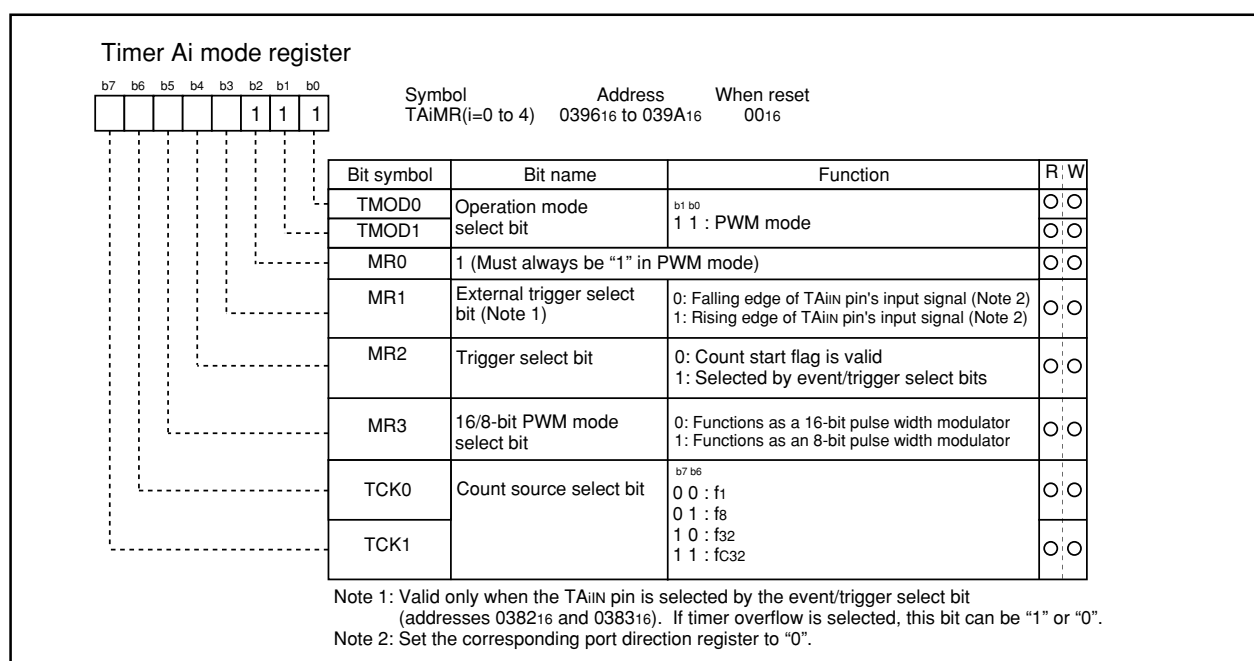 Timer Ai mode register
b7 b6 b5 b4 b3 b2 b1 b0
1 1 1
Symbol Address When reset
TAiMR(i=0 to 4) 039616 to 039A16 0016
Bit symbol Bit name Function R W
TMOD0 Operation mode select bit b1 b0
TMOD1 1 1 : PWM mode
MR0 1 (Must always be “1” in PWM mode)
MR1 External trigger select bit (Note 1) 0: Falling edge of TAiIN pin's input signal (Note 2)
1: Rising edge of TAiIN pin's input signal (Note 2)
MR2 Trigger select bit 0: Count start flag is valid
1: Selected by event/trigger select bits
MR3 16/8-bit PWM mode select bit 0: Functions as a 16-bit pulse width modulator
1: Functions as an 8-bit pulse width modulator
b7 b6
TCK0 Count source select bit 0 0 : f1
0 1 : f8
1 0 : f32
TCK1 1 1 : fC32
Note 1: Valid only when the TAiIN pin is selected by the event/trigger select bit
(addresses 038216 and 038316). If timer overflow is selected, this bit can be “1” or “0”.
Note 2: Set the corresponding port direction register to “0”.